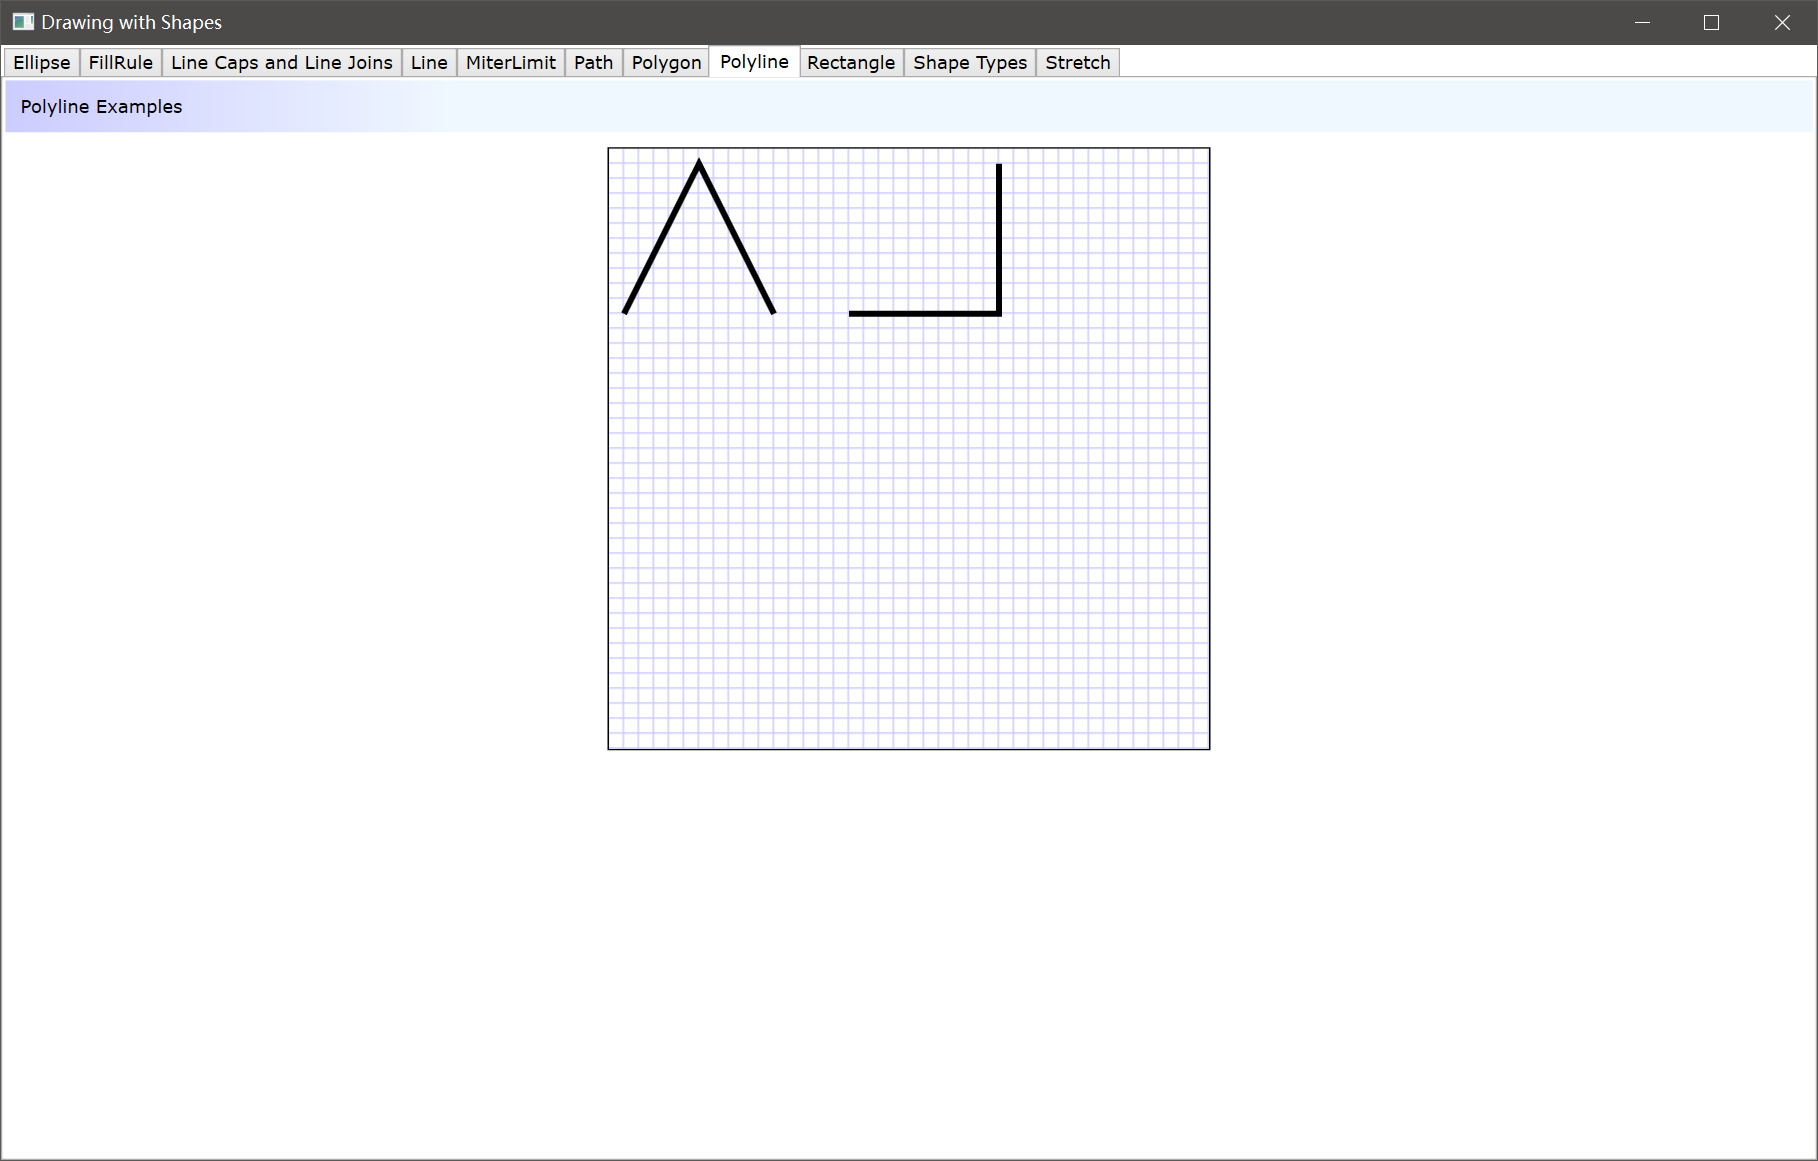 Drawing with Shapes
Ellipse FillRule Line Caps and Line Joins Line MiterLimit Path Polygon Polyline Rectangle Shape Types Stretch
Polyline Examples